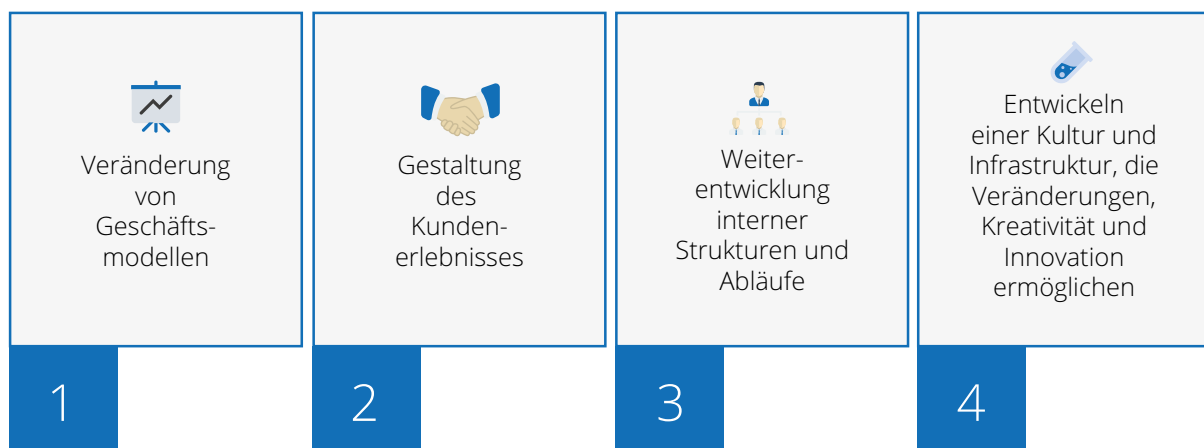 Veränderung
von
Geschäfts-
modellen
1
Gestaltung
des
Kunden-
erlebnisses
2
Weiter-
entwicklung
interner
Strukturen und
Abläufe
3
Entwickeln
einer Kultur und
Infrastruktur, die
Veränderungen,
Kreativität und
Innovation
ermöglichen
4